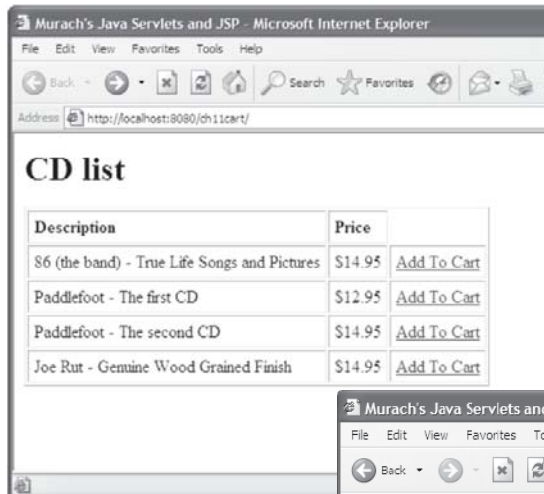 Murach's Java Servlets and JSP - Microsoft Internet Explorer
File Edit View Favorites Tools Help
Back Search Favorites
Address http://localhost:8080/ch11cart/
CD list
Description Price
86 (the band) - True Life Songs and Pictures $14.95 Add To Cart
Paddlefoot - The first CD $12.95 Add To Cart
Paddlefoot - The second CD $14.95 Add To Cart
Joe Rut - Genuine Wood Grained Finish $14.95 Add To Cart
Murach's Java Servlets an
File Edit View Favorites To
Back